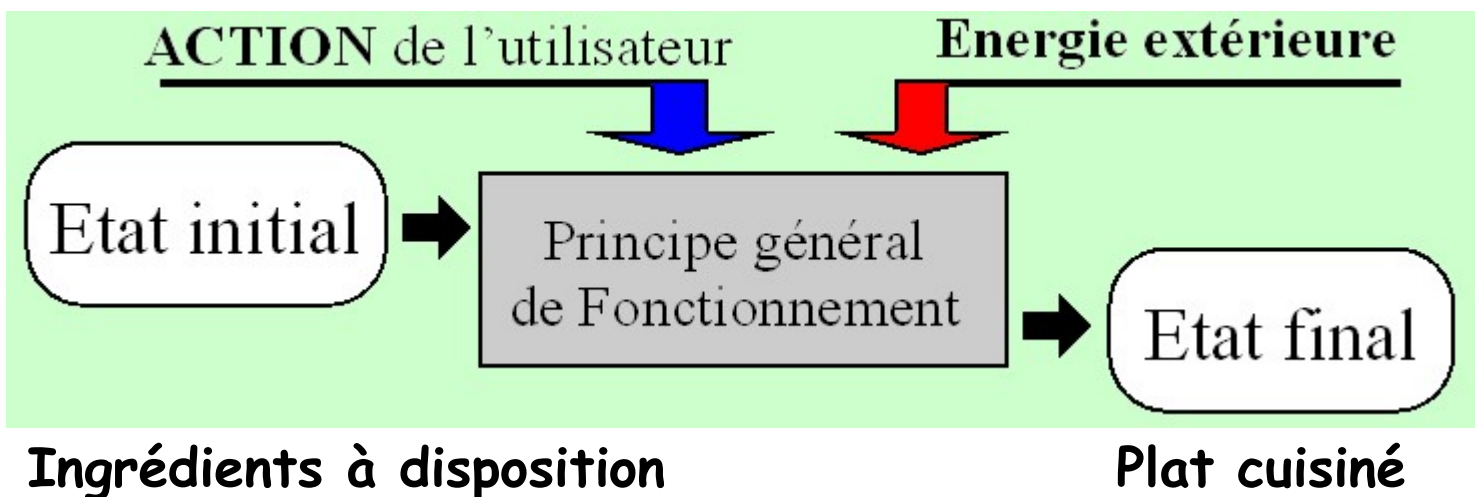 ACTION de l’utilisateur
Energie extérieure
Etat initial
Principe général
de Fonctionnement
Etat final
Ingrédients à disposition
Plat cuisiné